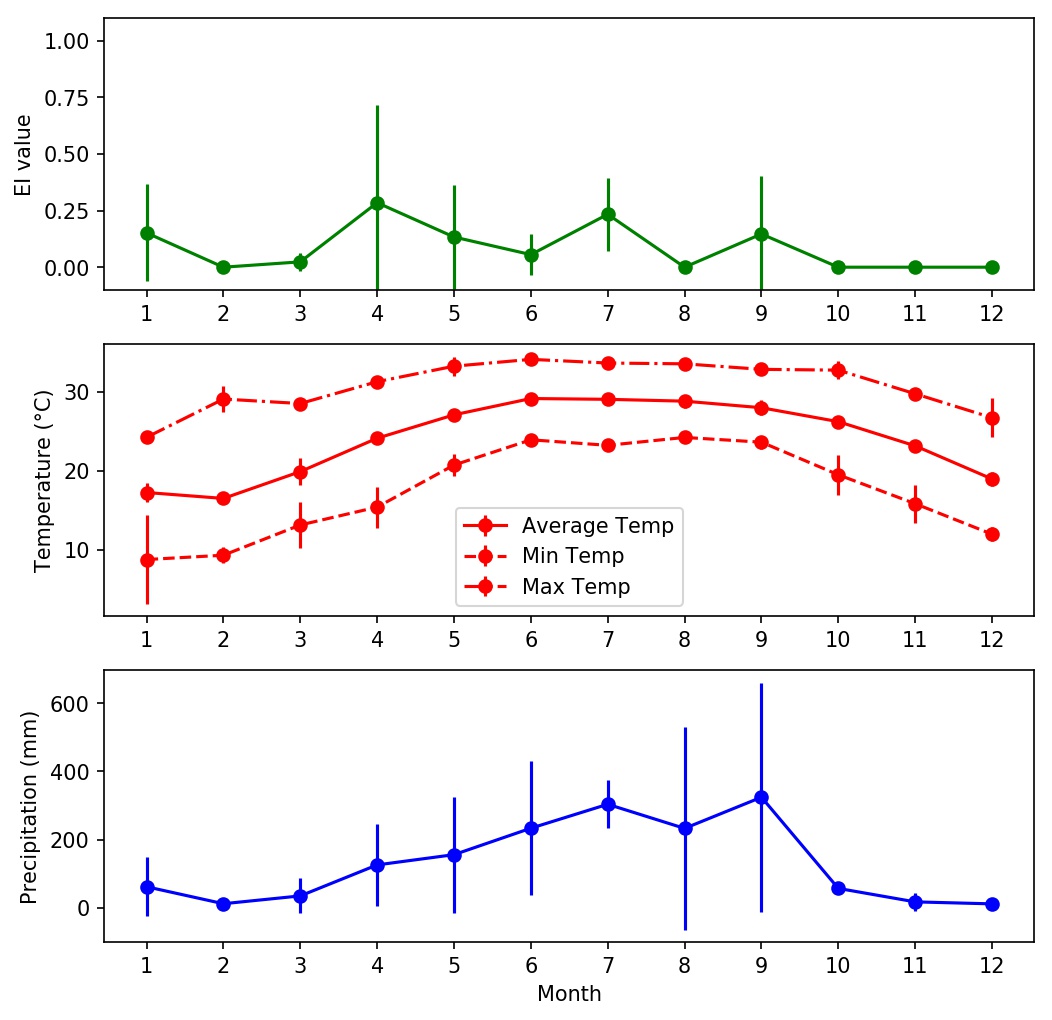 EI value
1.00
0.75
0.50
0.25
0.00
1 2 3 4 5 6 7 8 9 10 11 12
Temperature (°C)
30
20
10
Average Temp
Min Temp
Max Temp
1 2 3 4 5 6 7 8 9 10 11 12
Precipitation (mm)
600
400
200
0
1 2 3 4 5 6 7 8 9 10 11 12
Month